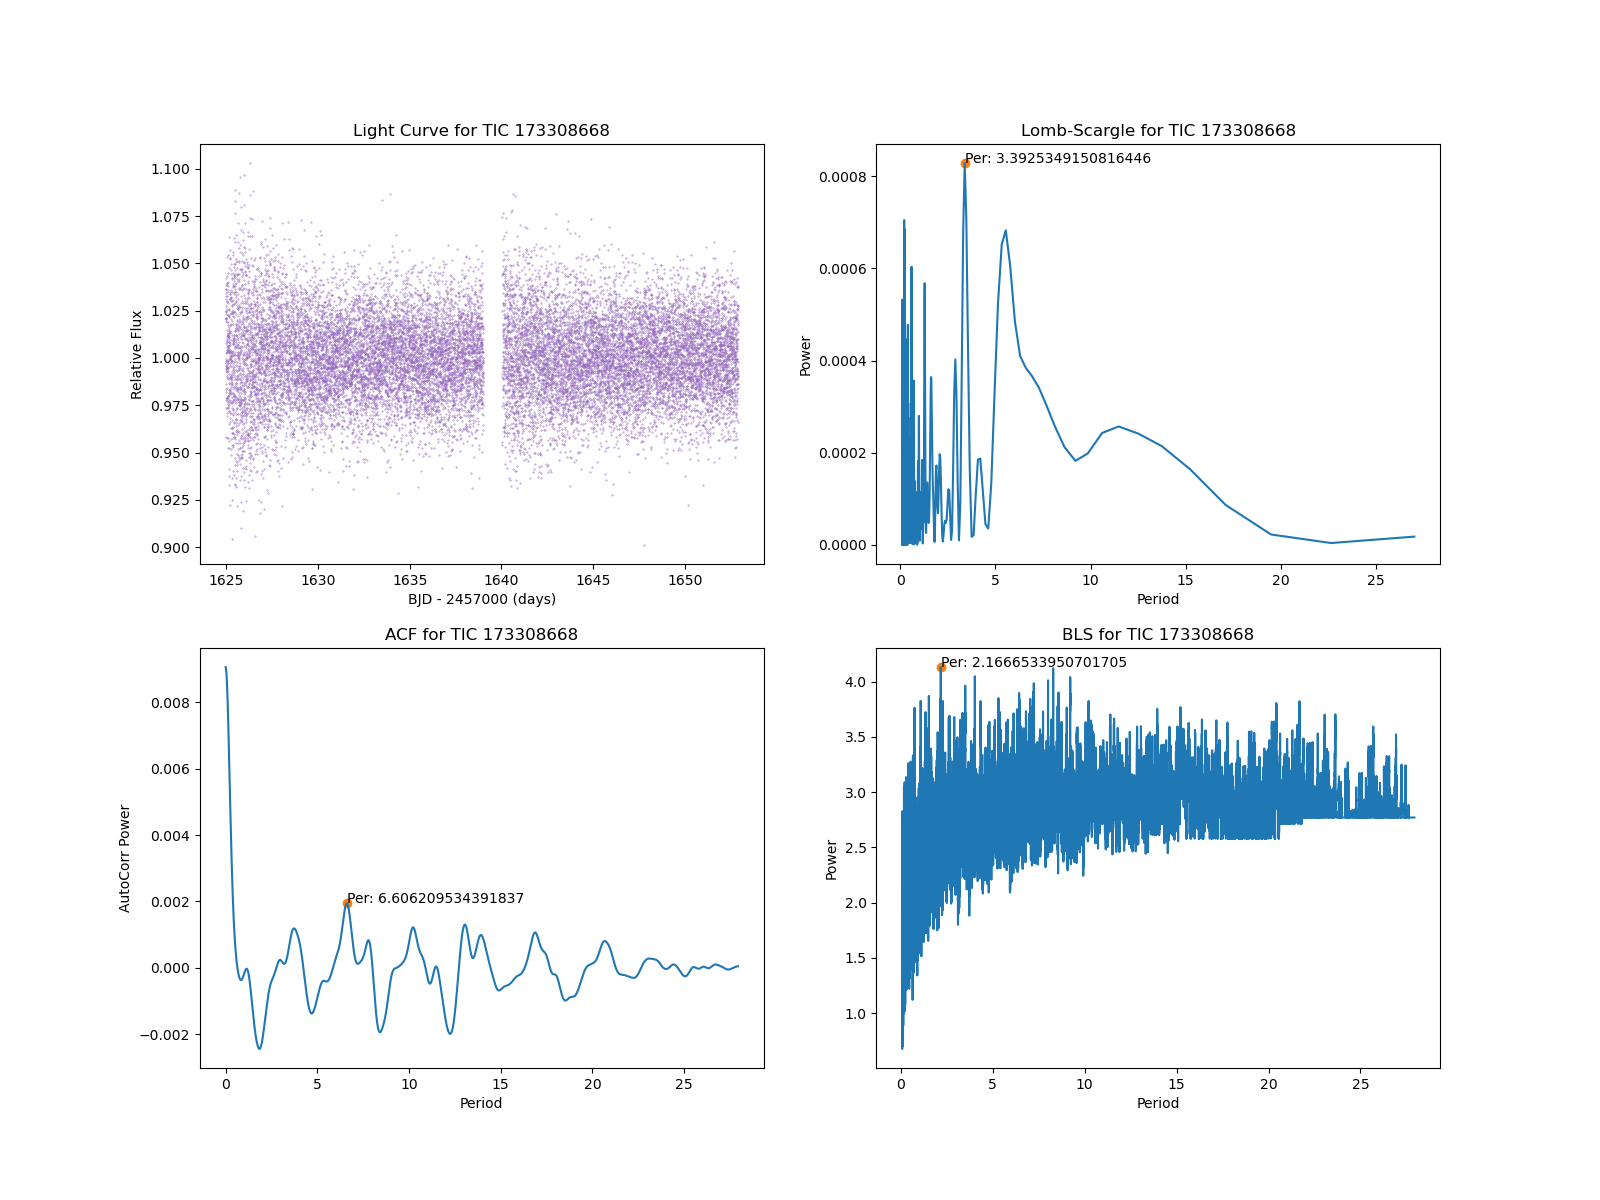 Light Curve for TIC 173308668
1.100
1.075
1.050
1.025
1.000
0.975
0.950
0.925
0.900
Relative Flux
1625 1630 1635 1640 1645 1650
BJD - 2457000 (days)
Lomb-Scargle for TIC 173308668
Per: 3.3925349150816446
0.0008
0.0006
0.0004
0.0002
0.0000
Power
0 5 10 15 20 25
Period
ACF for TIC 173308668
0.008
0.006
0.004
0.002
0.000
−0.002
AutoCorr Power
Per: 6.606209534391837
0 5 10 15 20 25
Period
BLS for TIC 173308668
Per: 2.1666533950701705
4.0
3.5
3.0
2.5
2.0
1.5
1.0
Power
0 5 10 15 20 25
Period